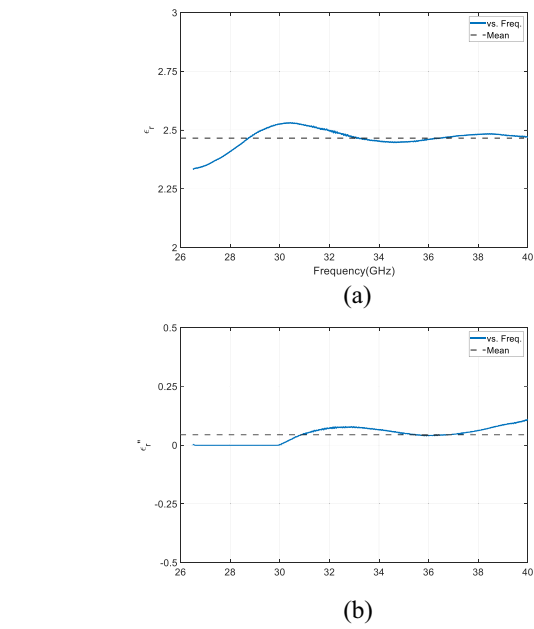 3
2.75
2.5
2.25
2
ϵr
vs. Freq.
Mean
26 28 30 32 34 36 38 40
Frequency(GHz)
(a)
0.5
0.25
0
-0.25
-0.5
ϵr"
vs. Freq.
Mean
26 28 30 32 34 36 38 40
(b)